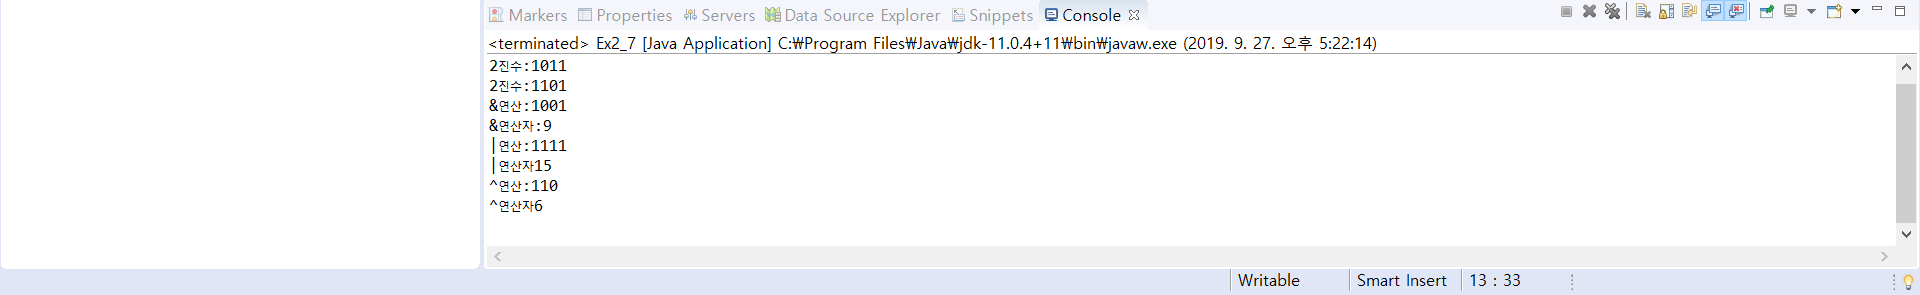 Markers Properties Servers Data Source Explorer Snippets Console
<terminated> Ex2_7 [Java Application] C:₩Program Files₩Java₩jdk-11.0.4+11₩bin₩javaw.exe (2019. 9. 27. 오후 5:22:14)
2진수:1011
2진수:1101
&연산:1001
&연산자:9
|연산:1111
|연산자15
^연산:110
^연산자6
Writable Smart Insert 13 : 33